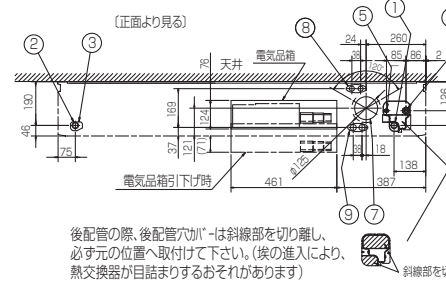 〔正面より見る〕
② ③ ⑧ ⑤ ①
天井
電気品箱
76
24
260
38
120°
85
86
2
190
46
75
169
124
37
121
(71)
φ125
38
18
138
126
電気品箱引下げ時
461
387
⑨ ⑦
後配管の際、後配管穴ｶﾊﾞｰは斜線部を切り離し、
必ず元の位置へ取付けて下さい。(埃の進入により、
熱交換器が目詰まりするおそれがあります)
斜線部を切